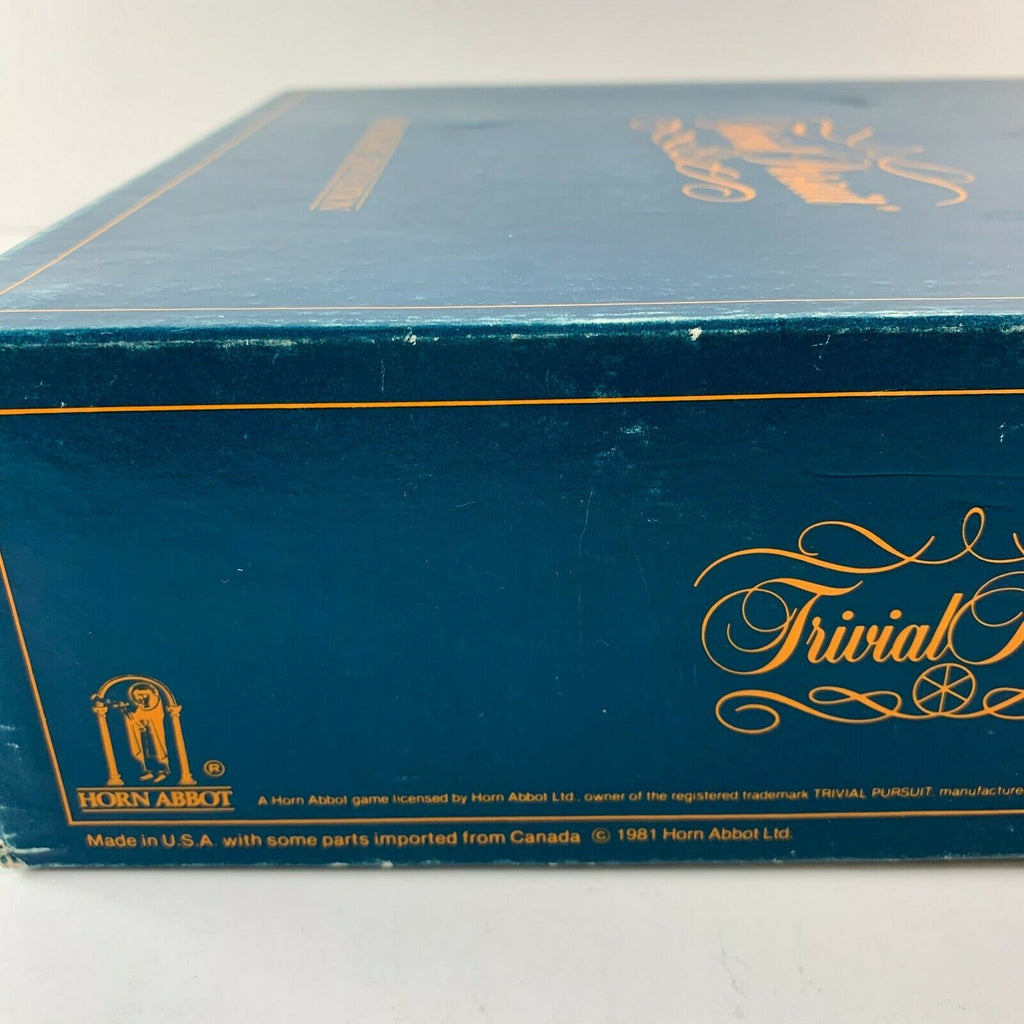 Trivial
HORN ABBOT ®
A Horn Abbot game licensed by Horn Abbot Ltd. owner of the registered trademark TRIVIAL PURSUIT, manufacture
Made in U.S.A. with some parts imported from Canada © 1981 Horn Abbot Ltd.